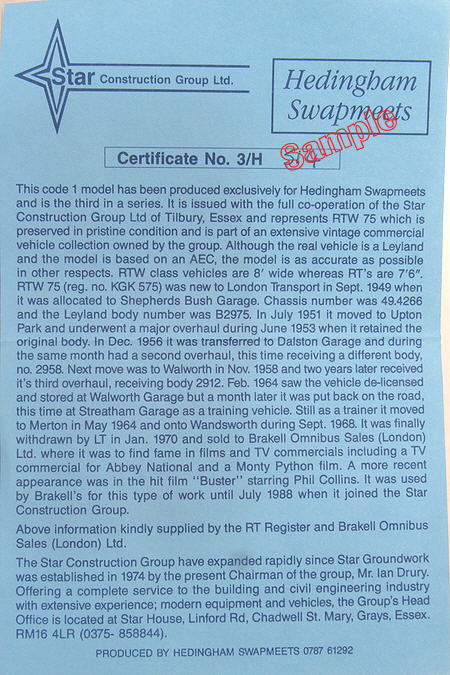 Star Construction Group Ltd.
Hedingham
Swapmeets
Sample
Certificate No. 3/H
This code 1 model has been produced exclusively for Hedingham Swapmeets
and is the third in a series. It is issued with the full co-operation of the Star
Construction Group Ltd of Tilbury, Essex and represents RTW 75 which is
preserved in pristine condition and is part of an extensive vintage commercial
vehicle collection owned by the group. Although the real vehicle is a Leyland
and the model is based on an AEC, the model is as accurate as possible
in other respects. RTW class vehicles are 8' wide whereas RT's are 7'6".
RTW 75 (reg. no. KGK 575) was new to London Transport in Sept. 1949 when
it was allocated to Shepherds Bush Garage. Chassis number was 49.4266
and the Leyland body number was B2975. In July 1951 it moved to Upton
Park and underwent a major overhaul during June 1953 when it retained the
original body. In Dec. 1956 it was transferred to Dalston Garage and during
the same month had a second overhaul, this time receiving a different body,
no. 2958. Next move was to Walworth in Nov. 1958 and two years later received
it's third overhaul, receiving body 2912. Feb. 1964 saw the vehicle de-licensed
and stored at Walworth Garage but a month later it was put back on the road,
this time at Streatham Garage as a training vehicle. Still as a trainer it moved
to Merton in May 1964 and onto Wandsworth during Sept. 1968. It was finally
withdrawn by LT in Jan. 1970 and sold to Brakell Omnibus Sales (London)
Ltd. where it was to find fame in films and TV commercials including a TV
commercial for Abbey National and a Monty Python film. A more recent
appearance was in the hit film "Buster" starring Phil Collins. It was used
by Brakell's for this type of work until July 1988 when it joined the Star
Construction Group.
Above information kindly supplied by the RT Register and Brakell Omnibus
Sales (London) Ltd.
The Star Construction Group have expanded rapidly since Star Groundwork
was established in 1974 by the present Chairman of the group, Mr. Ian Drury.
Offering a complete service to the building and civil engineering industry
with extensive experience; modern equipment and vehicles, the Group's Head
Office is located at Star House, Linford Rd, Chadwell St. Mary, Grays, Essex.
RM16 4LR (0375- 858844).
PRODUCED BY HEDINGHAM SWAPMEETS 0787 61292